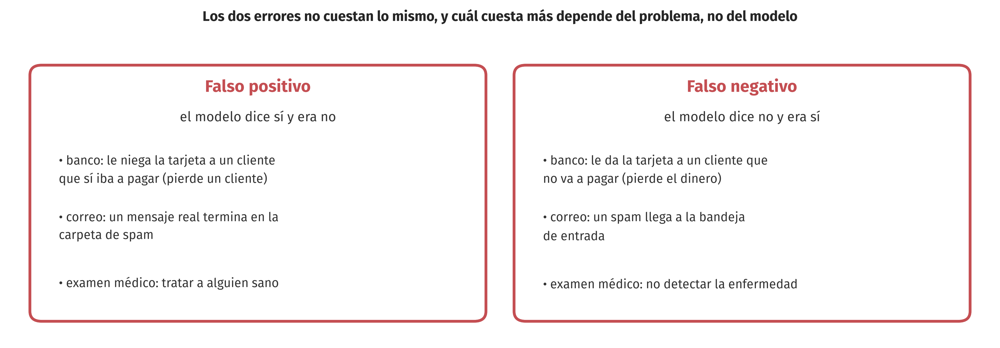 Los dos errores no cuestan lo mismo, y cuál cuesta más depende del problema, no del modelo
Falso positivo
el modelo dice sí y era no
• banco: le niega la tarjeta a un cliente
que sí iba a pagar (pierde un cliente)
• correo: un mensaje real termina en la
carpeta de spam
• examen médico: tratar a alguien sano
Falso negativo
el modelo dice no y era sí
• banco: le da la tarjeta a un cliente que
no va a pagar (pierde el dinero)
• correo: un spam llega a la bandeja
de entrada
• examen médico: no detectar la enfermedad